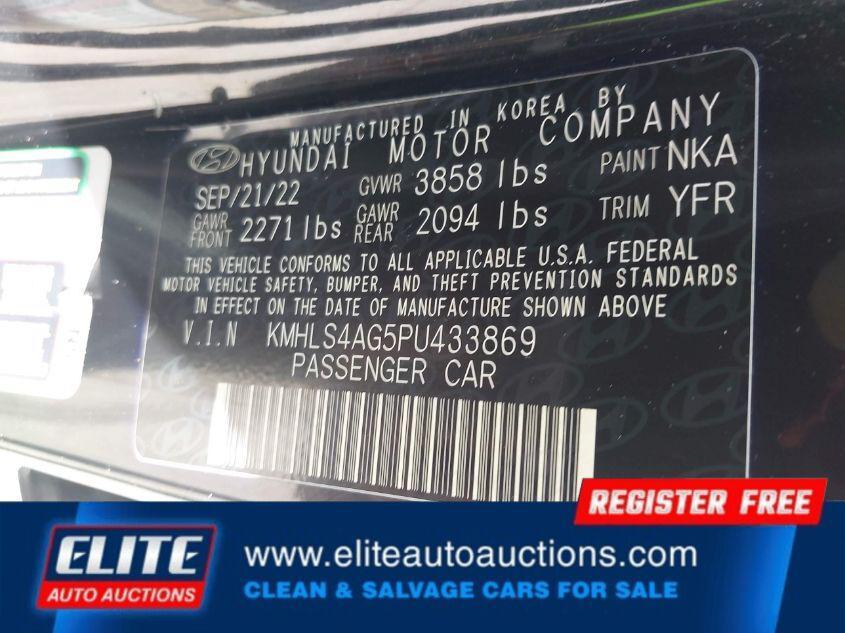 MANUFACTURED IN KOREA BY
HYUNDAI MOTOR COMPANY
SEP/21/22 GVWR 3858 lbs PAINT NKA
GAWR FRONT 2271 lbs GAWR REAR 2094 lbs TRIM YFR
THIS VEHICLE CONFORMS TO ALL APPLICABLE U.S.A. FEDERAL
MOTOR VEHICLE SAFETY, BUMPER, AND THEFT PREVENTION STANDARDS
IN EFFECT ON THE DATE OF MANUFACTURE SHOWN ABOVE
V.I.N KMHLS4AG5PU433869
PASSENGER CAR
REGISTER FREE
ELITE
AUTO AUCTIONS
www.eliteautoauctions.com
CLEAN & SALVAGE CARS FOR SALE